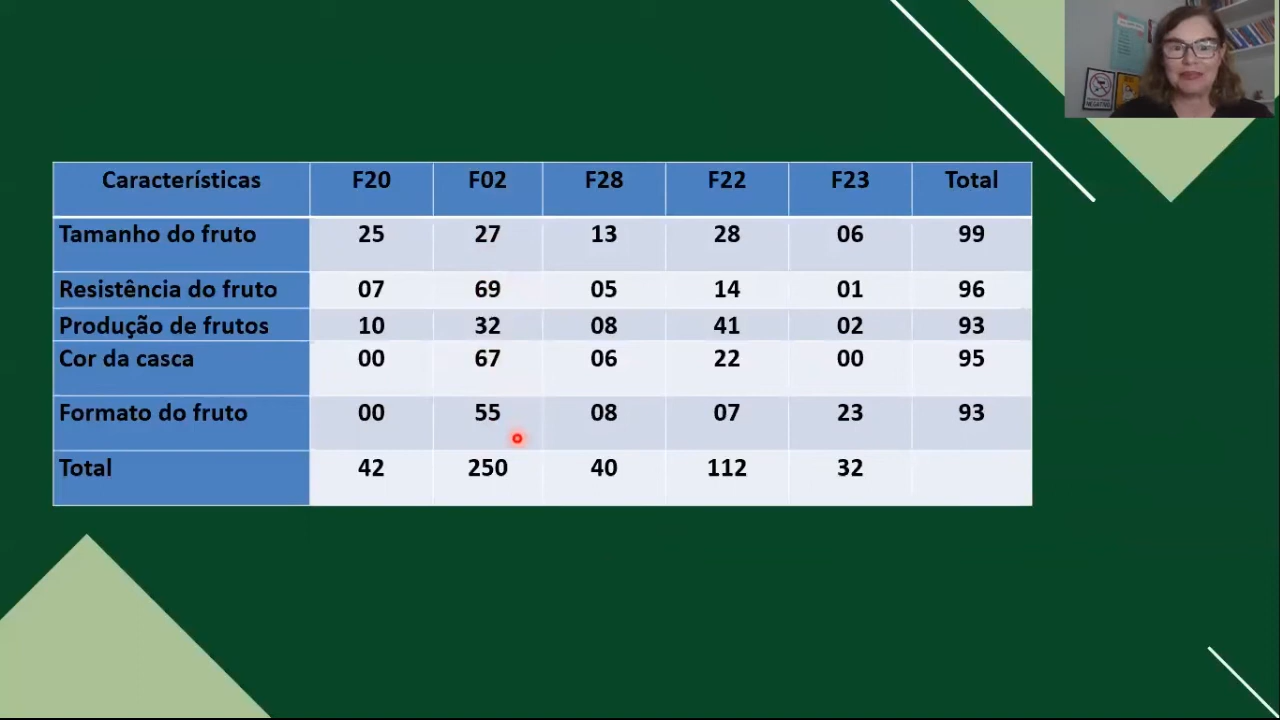 Características F20 F02 F28 F22 F23 Total
Tamanho do fruto 25 27 13 28 06 99
Resistência do fruto 07 69 05 14 01 96
Produção de frutos 10 32 08 41 02 93
Cor da casca 00 67 06 22 00 95
Formato do fruto 00 55 08 07 23 93
Total 42 250 40 112 32